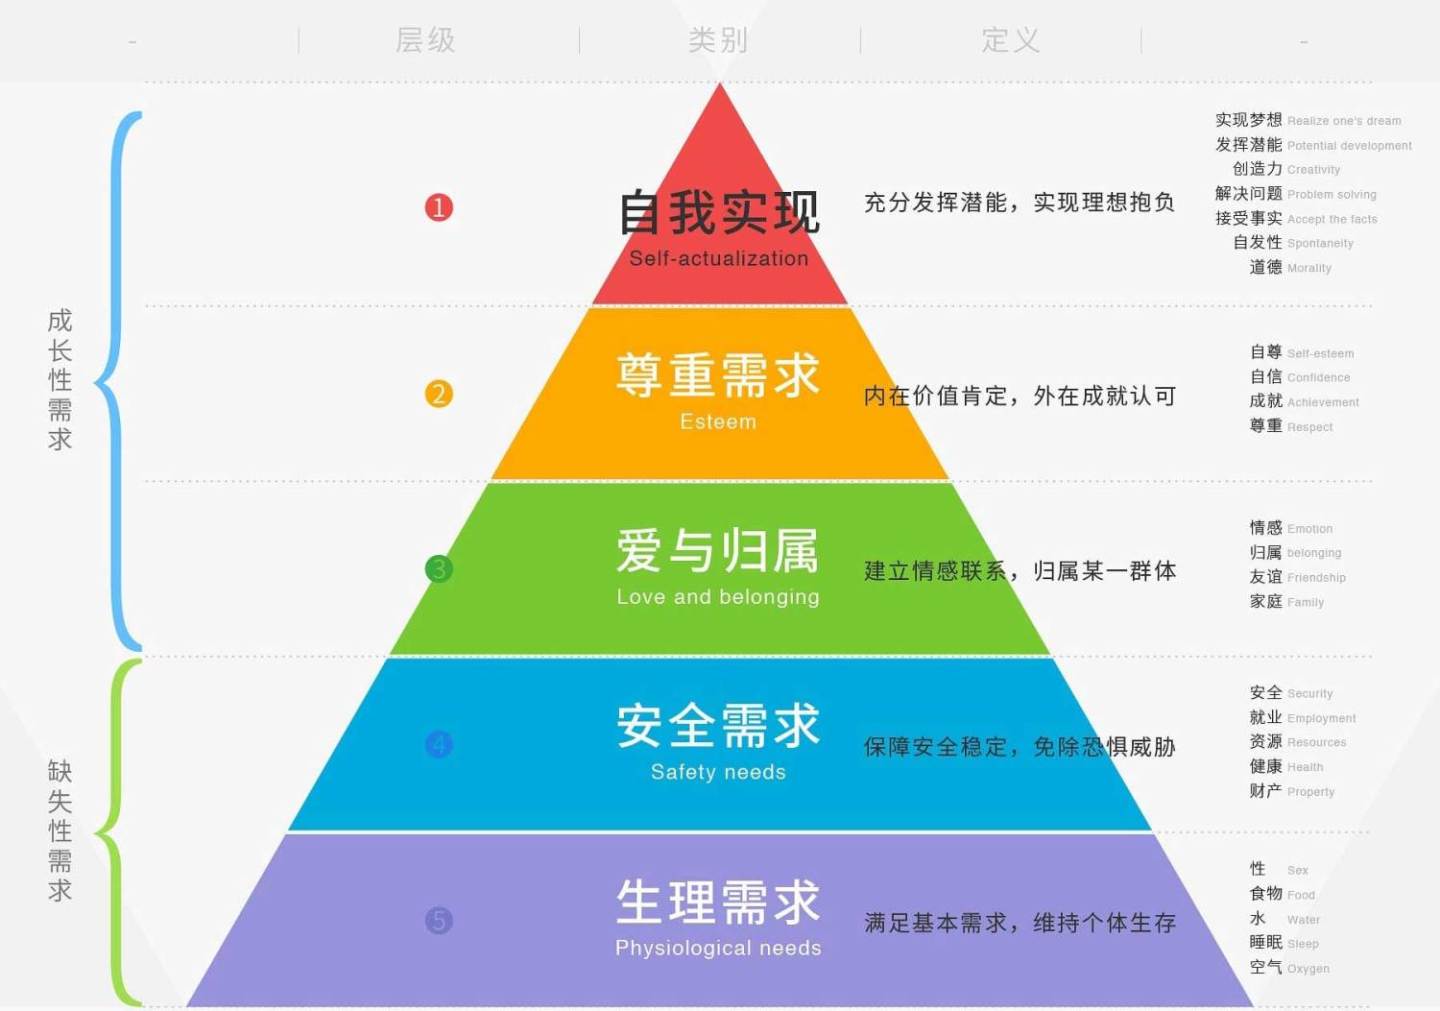 - 层级 类别 定义 -
成长性需求
1
自我实现
Self-actualization
充分发挥潜能，实现理想抱负
实现梦想 Realize one's dream
发挥潜能 Potential development
创造力 Creativity
解决问题 Problem solving
接受事实 Accept the facts
自发性 Spontaneity
道德 Morality
2
尊重需求
Esteem
内在价值肯定，外在成就认可
自尊 Self-esteem
自信 Confidence
成就 Achievement
尊重 Respect
3
爱与归属
Love and belonging
建立情感联系，归属某一群体
情感 Emotion
归属 belonging
友谊 Friendship
家庭 Family
缺失性需求
4
安全需求
Safety needs
保障安全稳定，免除恐惧威胁
安全 Security
就业 Employment
资源 Resources
健康 Health
财产 Property
5
生理需求
Physiological needs
满足基本需求，维持个体生存
性 Sex
食物 Food
水 Water
睡眠 Sleep
空气 Oxygen